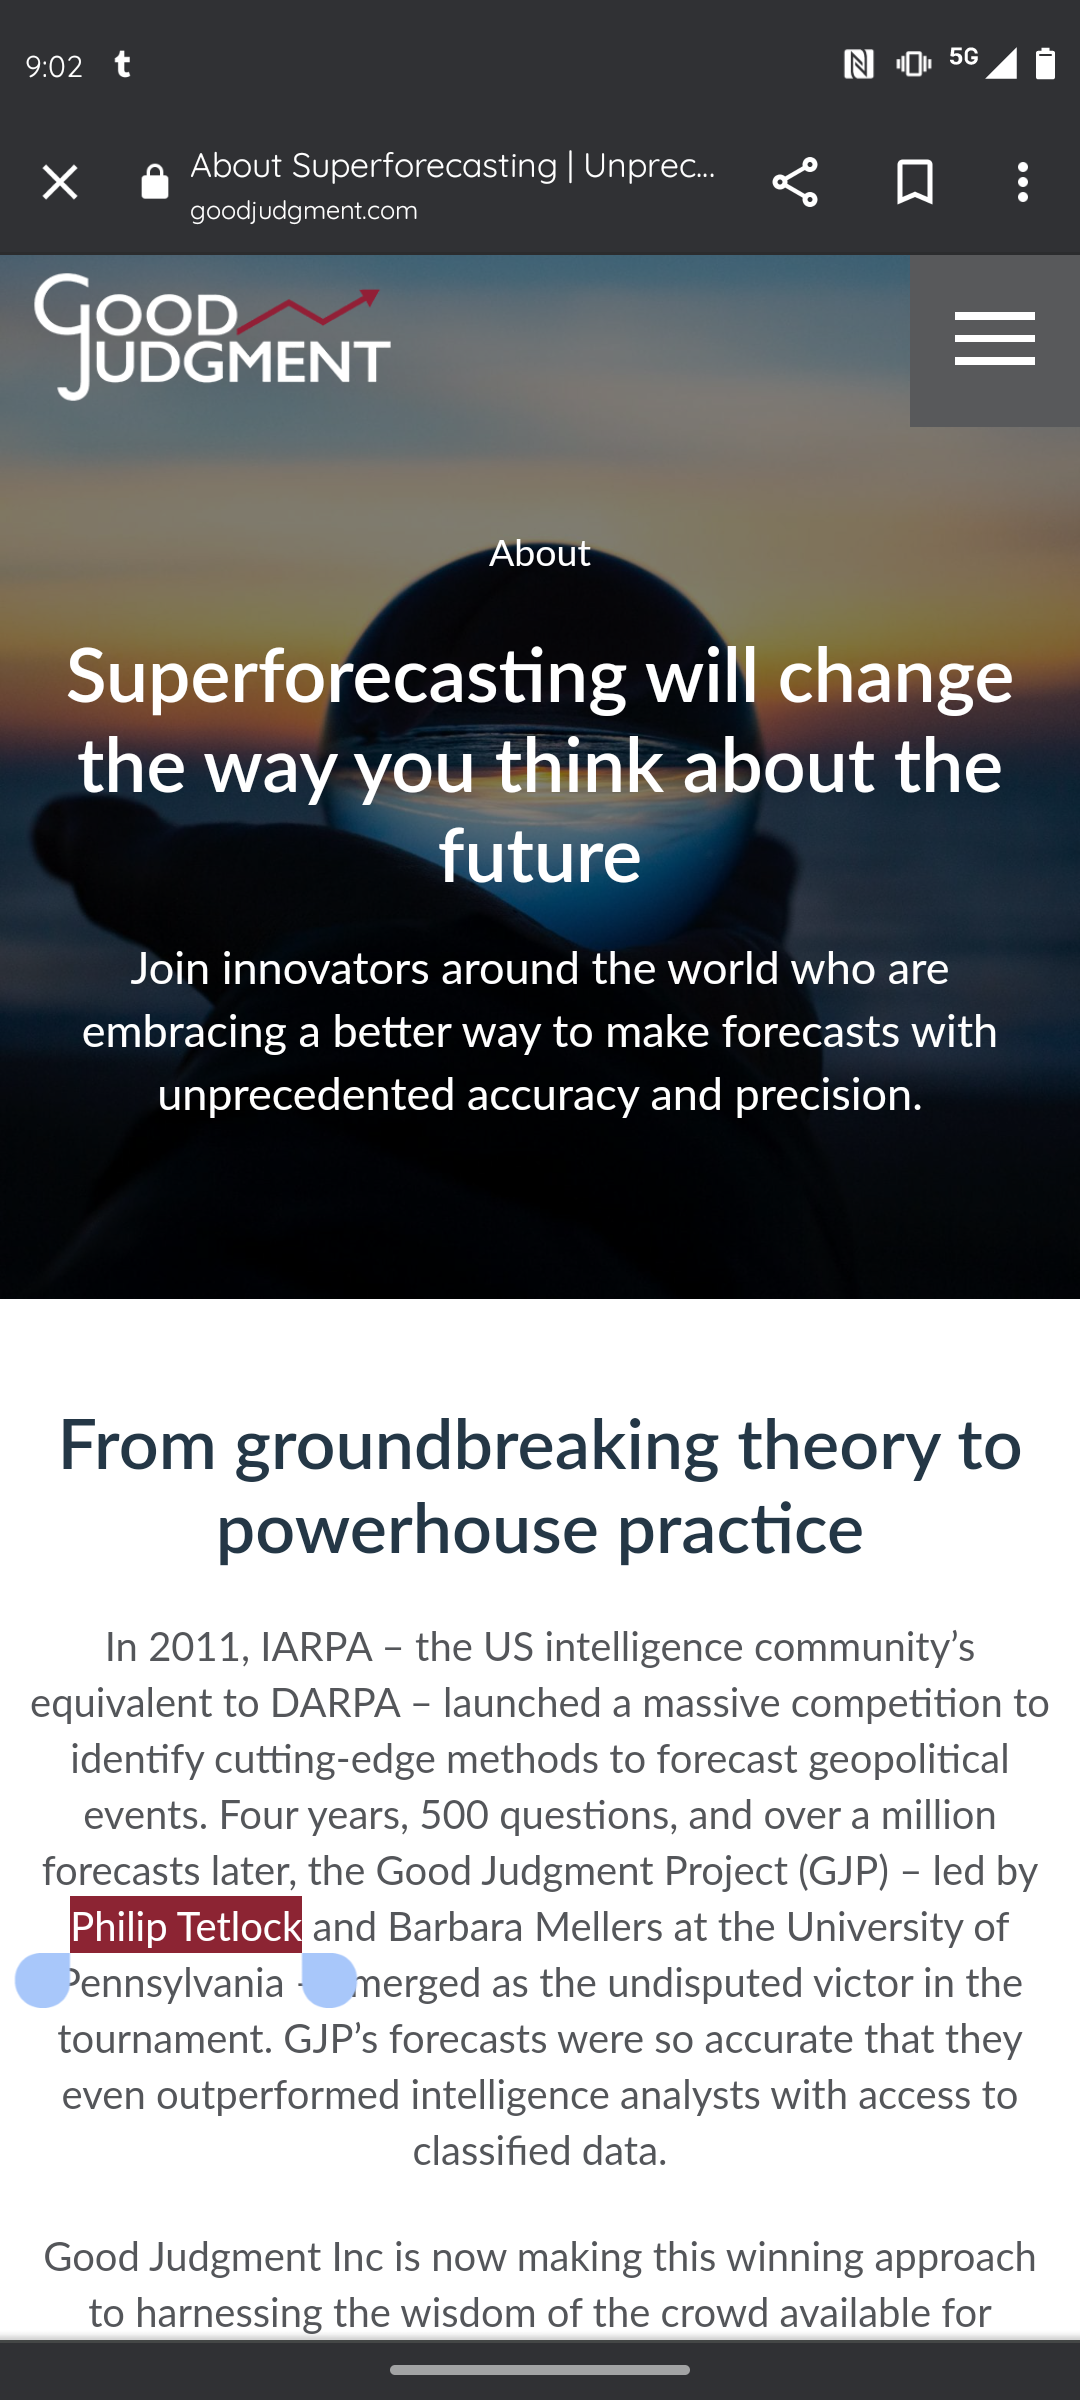 9:02 t 5G
About Superforecasting | Unprec...
goodjudgment.com
GOOD
JUDGMENT
About
Superforecasting will change
the way you think about the
future
Join innovators around the world who are
embracing a better way to make forecasts with
unprecedented accuracy and precision.
From groundbreaking theory to
powerhouse practice
In 2011, IARPA – the US intelligence community’s
equivalent to DARPA – launched a massive competition to
identify cutting-edge methods to forecast geopolitical
events. Four years, 500 questions, and over a million
forecasts later, the Good Judgment Project (GJP) – led by
Philip Tetlock and Barbara Mellers at the University of
Pennsylvania – emerged as the undisputed victor in the
tournament. GJP’s forecasts were so accurate that they
even outperformed intelligence analysts with access to
classified data.
Good Judgment Inc is now making this winning approach
to harnessing the wisdom of the crowd available for